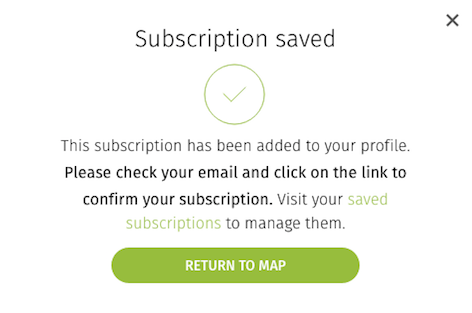 Subscription saved
This subscription has been added to your profile.
Please check your email and click on the link to
confirm your subscription. Visit your saved
subscriptions to manage them.
RETURN TO MAP